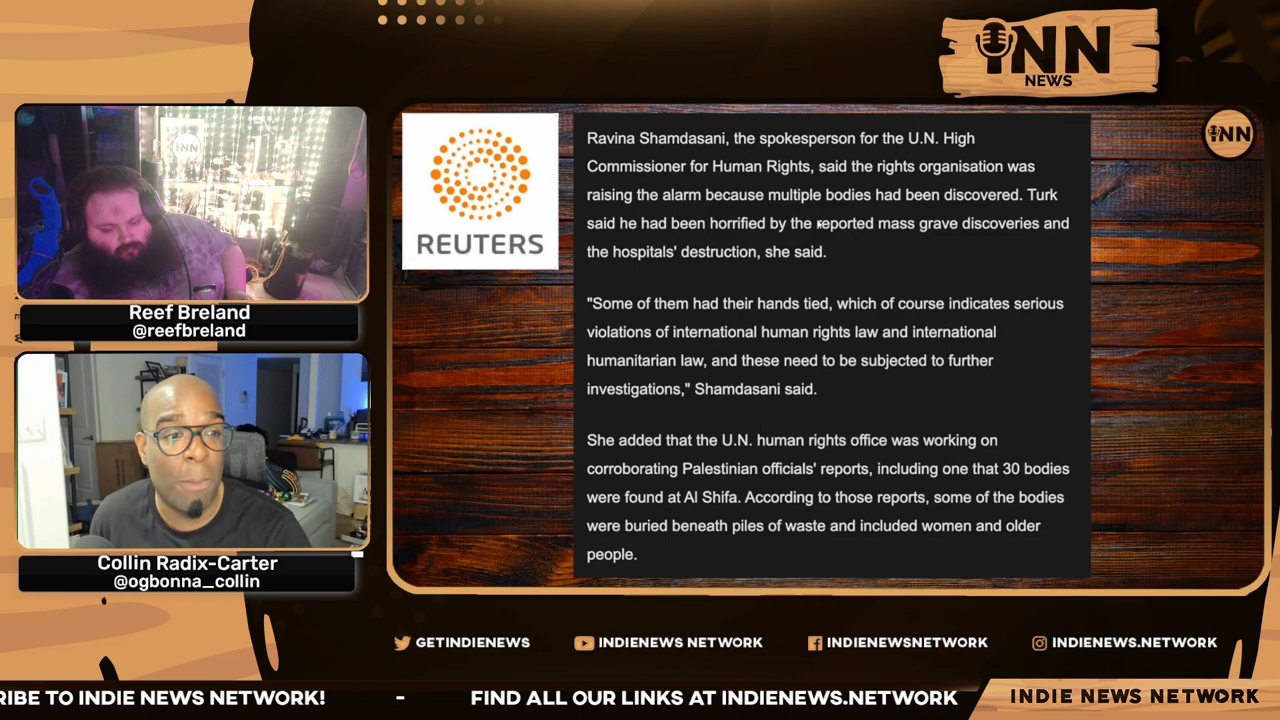 iNN
NEWS
iNN
REUTERS
Ravina Shamdasani, the spokesperson for the U.N. High
Commissioner for Human Rights, said the rights organisation was
raising the alarm because multiple bodies had been discovered. Turk
said he had been horrified by the reported mass grave discoveries and
the hospitals' destruction, she said.
"Some of them had their hands tied, which of course indicates serious
violations of international human rights law and international
humanitarian law, and these need to be subjected to further
investigations," Shamdasani said.
She added that the U.N. human rights office was working on
corroborating Palestinian officials' reports, including one that 30 bodies
were found at Al Shifa. According to those reports, some of the bodies
were buried beneath piles of waste and included women and older
people.
iNN
Reef Breland
@reefbreland
Collin Radix-Carter
@ogbonna_collin
GETINDIENEWS
INDIENEWS NETWORK
INDIENEWSNETWORK
INDIENEWS.NETWORK
RIBE TO INDIE NEWS NETWORK! - FIND ALL OUR LINKS AT INDIENEWS.NETWORK
INDIE NEWS NETWORK